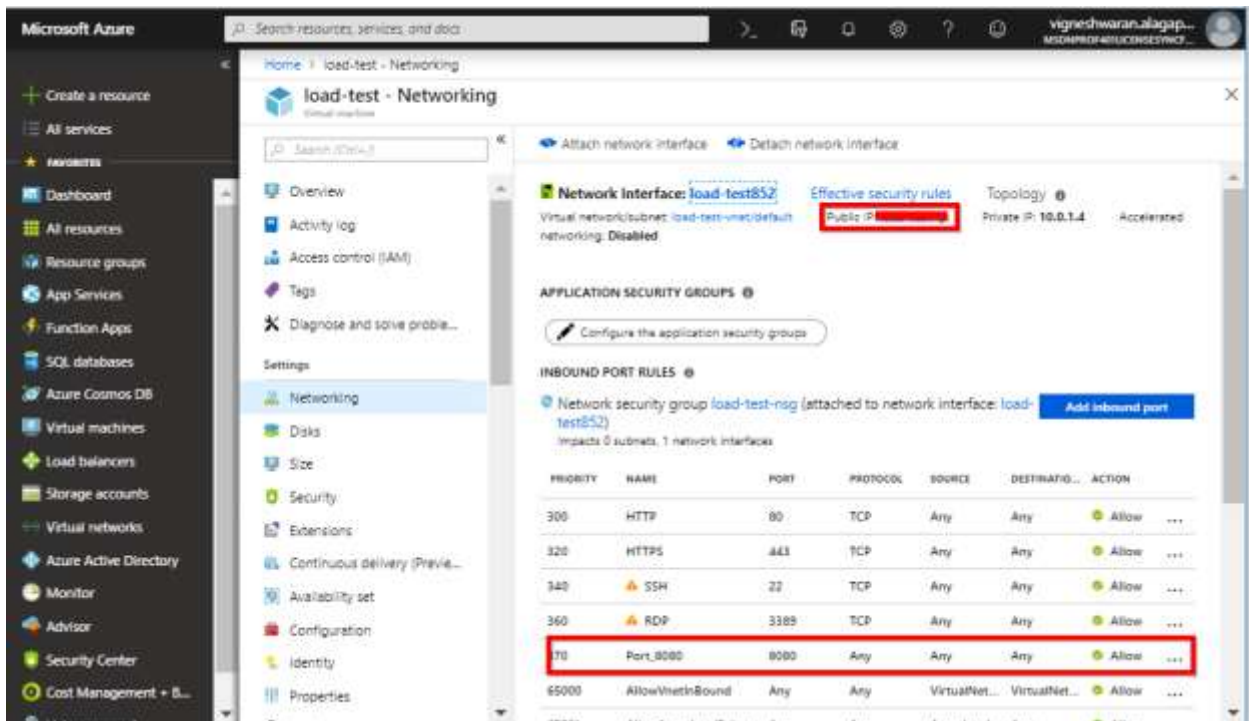 Microsoft Azure
Search resources, services, and docs
vigneshwaran.alagap...
Home > load-test - Networking
load-test - Networking
Virtual machine
Create a resource
All services
FAVORITES
Dashboard
All resources
Resource groups
App Services
Function Apps
SQL databases
Azure Cosmos DB
Virtual machines
Load balancers
Storage accounts
Virtual networks
Azure Active Directory
Monitor
Advisor
Security Center
Cost Management + B...
Search (Ctrl+/)
Overview
Activity log
Access control (IAM)
Tags
Diagnose and solve proble...
Settings
Networking
Disks
Size
Security
Extensions
Continuous delivery (Previe...
Availability set
Configuration
Identity
Properties
Attach network interface Detach network interface
Network Interface: load-test852 Effective security rules Topology
Virtual network/subnet: load-test-vnet/default Public IP Private IP: 10.0.1.4 Accelerated
networking: Disabled
APPLICATION SECURITY GROUPS
Configure the application security groups
INBOUND PORT RULES
Network security group load-test-nsg (attached to network interface: load-
test852)
Impacts 0 subnets, 1 network interfaces
Add inbound port
PRIORITY NAME PORT PROTOCOL SOURCE DESTINATIO... ACTION
300 HTTP 80 TCP Any Any Allow ...
320 HTTPS 443 TCP Any Any Allow ...
340 SSH 22 TCP Any Any Allow ...
360 RDP 3389 TCP Any Any Allow ...
370 Port_8080 8080 Any Any Any Allow ...
65000 AllowVnetInBound Any Any VirtualNet... VirtualNet... Allow ...